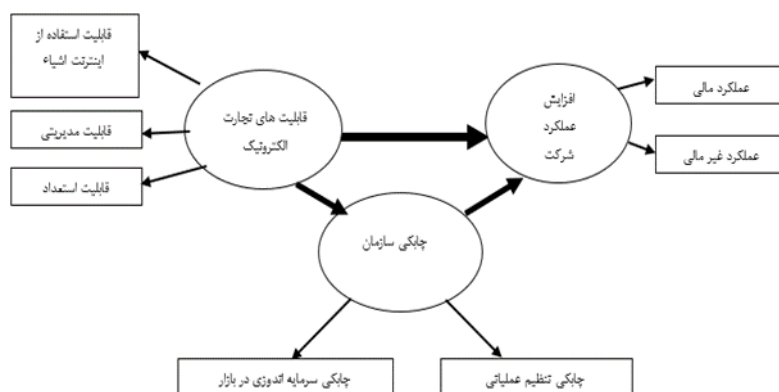 قابلیت استفاده از
اینترنت اشیاء
قابلیت مدیریتی
قابلیت استعداد
قابلیت های تجارت
الکترونیک
افزایش
عملکرد
شرکت
عملکرد مالی
عملکرد غیر مالی
چابکی سازمان
چابکی تنظیم عملیاتی
چابکی سرمایه اندوزی در بازار